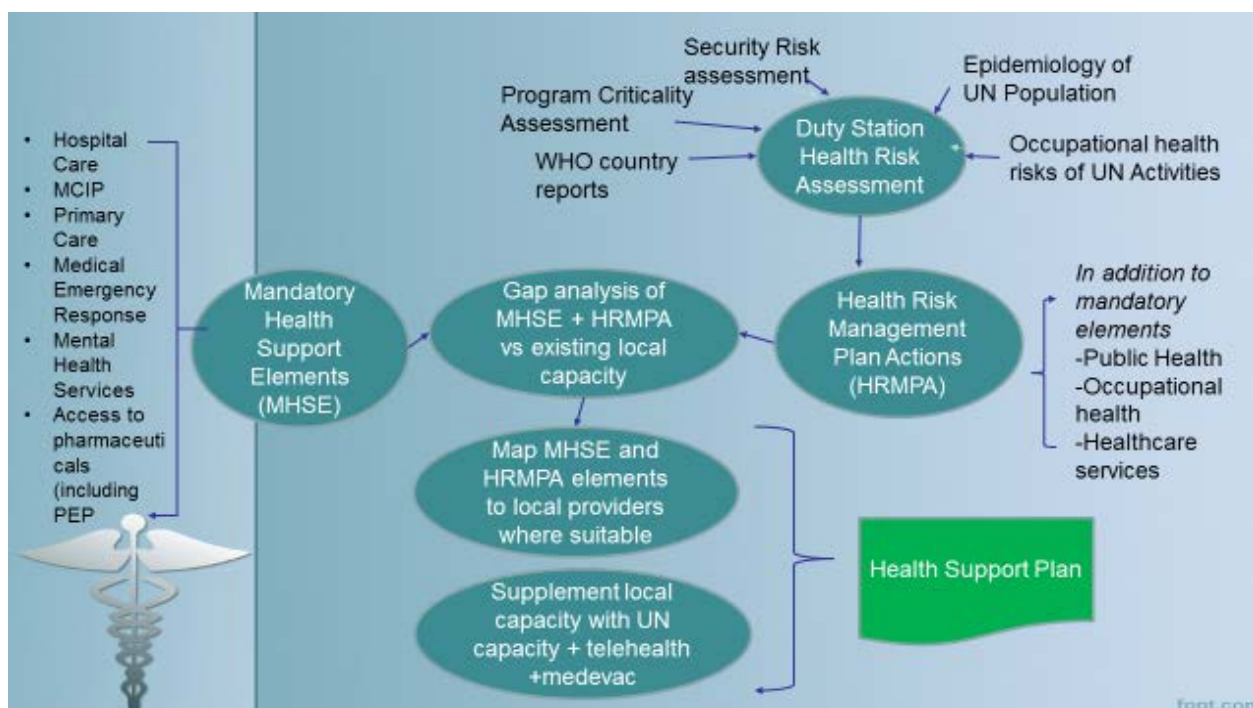 • Hospital
Care
• MCIP
• Primary
Care
• Medical
Emergency
Response
• Mental
Health
Services
• Access to
pharmaceuti
cals
(including
PEP
Security Risk
assessment
Program Criticality
Assessment
WHO country
reports
Epidemiology of
UN Population
Occupational health
risks of UN Activities
Duty Station
Health Risk
Assessment
Mandatory
Health
Support
Elements
(MHSE)
Gap analysis of
MHSE + HRMPA
vs existing local
capacity
Health Risk
Management
Plan Actions
(HRMPA)
In addition to
mandatory
elements
-Public Health
-Occupational
health
-Healthcare
services
Map MHSE and
HRMPA elements
to local providers
where suitable
Supplement local
capacity with UN
capacity + telehealth
+medevac
Health Support Plan